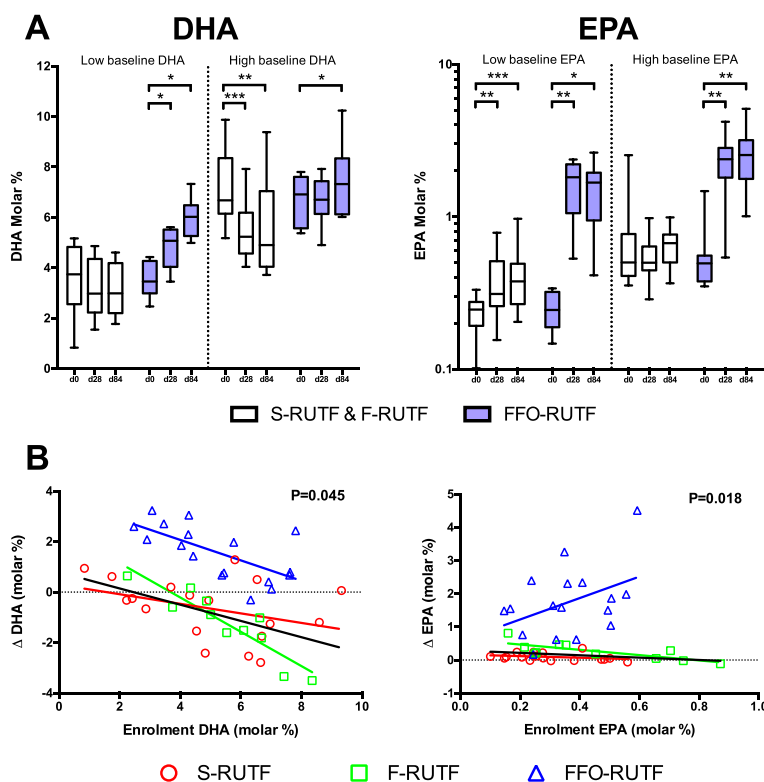 A
DHA
EPA
Low baseline DHA
High baseline DHA
Low baseline EPA
High baseline EPA
DHA Molar %
12
10
8
6
4
2
0
* * *** ** *
d0 d28 d84 d0 d28 d84 d0 d28 d84 d0 d28 d84
EPA Molar %
10
1
0.1
*** ** * ** ** **
d0 d28 d84 d0 d28 d84 d0 d28 d84 d0 d28 d84
S-RUTF & F-RUTF
FFO-RUTF
B
P=0.045
Δ DHA (molar %)
4
2
0
-2
-4
0 2 4 6 8 10
Enrolment DHA (molar %)
P=0.018
Δ EPA (molar %)
5
4
3
2
1
0
-1
0.0 0.2 0.4 0.6 0.8 1.0
Enrolment EPA (molar %)
S-RUTF
F-RUTF
FFO-RUTF